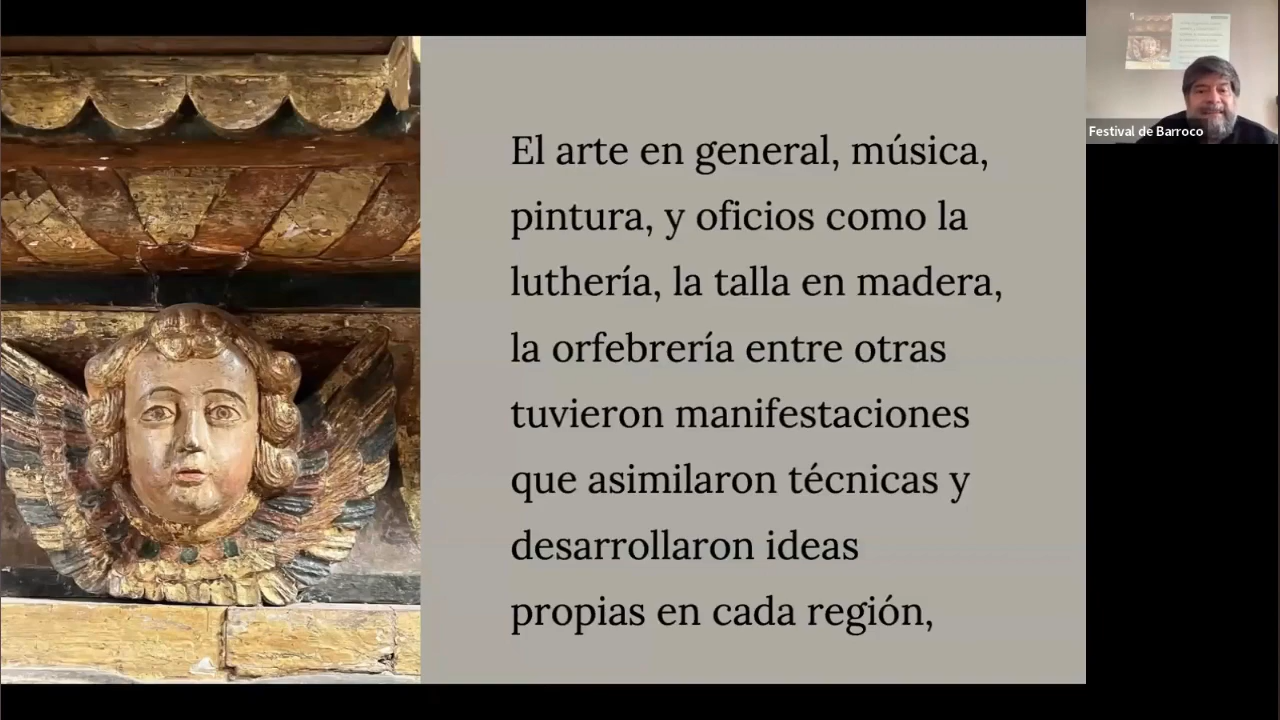 El arte en general, música,
pintura, y oficios como la
luthería, la talla en madera,
la orfebrería entre otras
tuvieron manifestaciones
que asimilaron técnicas y
desarrollaron ideas
propias en cada región,
Festival de Barroco